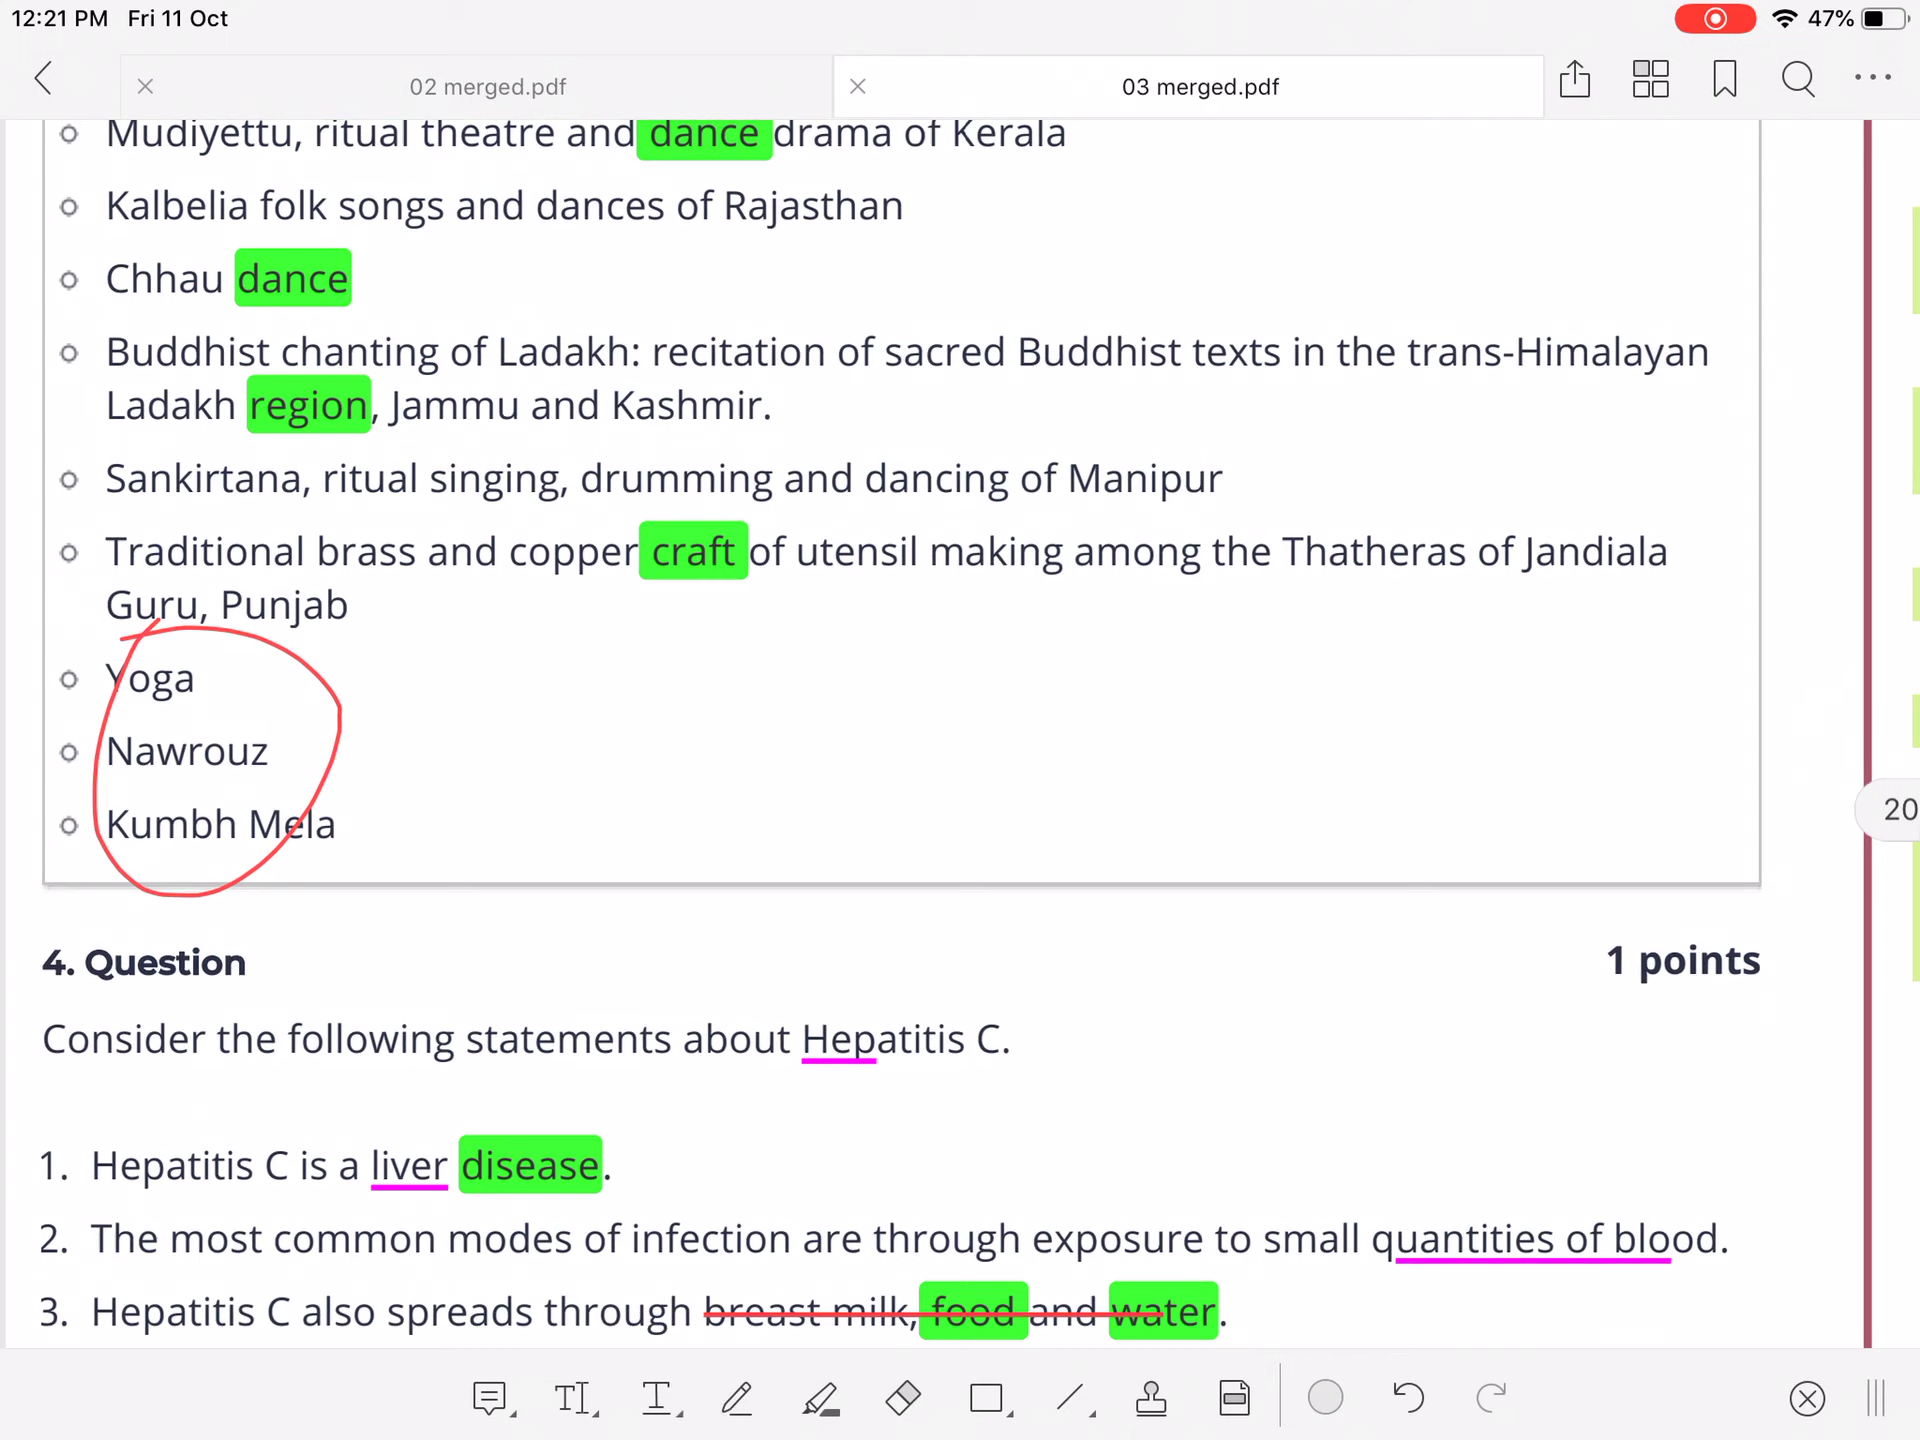 12:21 PM Fri 11 Oct 47%
02 merged.pdf
03 merged.pdf
Mudiyettu, ritual theatre and dance drama of Kerala
Kalbelia folk songs and dances of Rajasthan
Chhau dance
Buddhist chanting of Ladakh: recitation of sacred Buddhist texts in the trans-Himalayan
Ladakh region, Jammu and Kashmir.
Sankirtana, ritual singing, drumming and dancing of Manipur
Traditional brass and copper craft of utensil making among the Thatheras of Jandiala
Guru, Punjab
Yoga
Nawrouz
Kumbh Mela
20
4. Question 1 points
Consider the following statements about Hepatitis C.
1. Hepatitis C is a liver disease.
2. The most common modes of infection are through exposure to small quantities of blood.
3. Hepatitis C also spreads through breast milk, food and water.